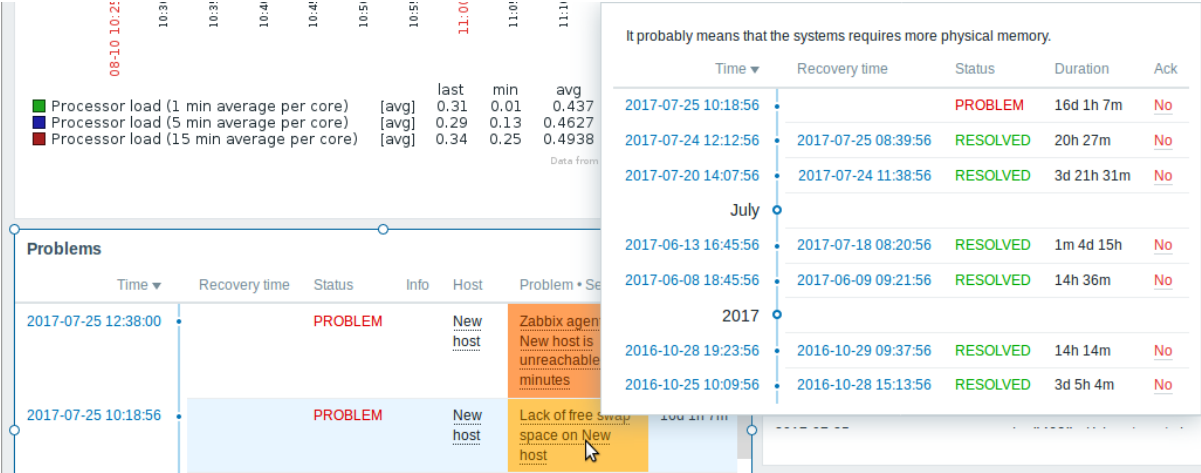 08-10 10:25
10:3
10:3
10:4
10:4
10:5
10:5
11:00
11:0
11:1
last min avg
Processor load (1 min average per core) [avg] 0.31 0.01 0.437
Processor load (5 min average per core) [avg] 0.29 0.13 0.4627
Processor load (15 min average per core) [avg] 0.34 0.25 0.4938
Data from
Problems
Time ▼ Recovery time Status Info Host Problem • Se
2017-07-25 12:38:00 PROBLEM New host Zabbix agen
New host is
unreachable
minutes
2017-07-25 10:18:56 PROBLEM New host Lack of free swap
space on New
host
16d 1h 7m
It probably means that the systems requires more physical memory.
Time ▼ Recovery time Status Duration Ack
2017-07-25 10:18:56 PROBLEM 16d 1h 7m No
2017-07-24 12:12:56 2017-07-25 08:39:56 RESOLVED 20h 27m No
2017-07-20 14:07:56 2017-07-24 11:38:56 RESOLVED 3d 21h 31m No
July
2017-06-13 16:45:56 2017-07-18 08:20:56 RESOLVED 1m 4d 15h No
2017-06-08 18:45:56 2017-06-09 09:21:56 RESOLVED 14h 36m No
2017
2016-10-28 19:23:56 2016-10-29 09:37:56 RESOLVED 14h 14m No
2016-10-25 10:09:56 2016-10-28 15:13:56 RESOLVED 3d 5h 4m No